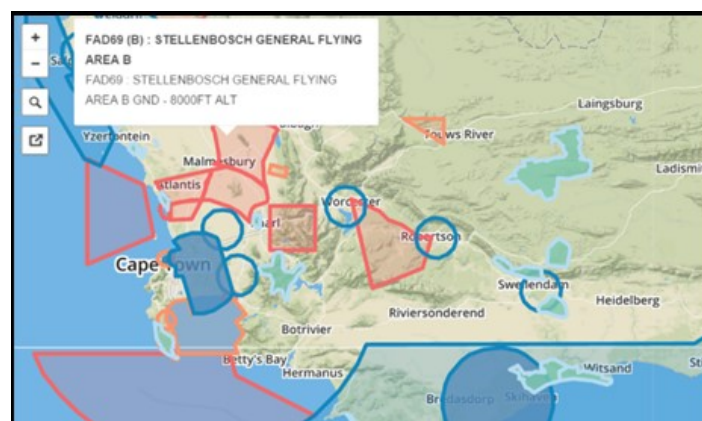 FAD69 (B) : STELLENBOSCH GENERAL FLYING
AREA B
FAD69 : STELLENBOSCH GENERAL FLYING
AREA B GND - 8000FT ALT
+
−
Laingsburg
Yzerfontein
Touws River
Malmesbury
Ladismi
Atlantis
Worcester
Robertson
Cape Town
Swellendam
Heidelberg
Riviersonderend
Botrivier
Betty's Bay
Hermanus
Witsand
Bredasdorp
Skihaven